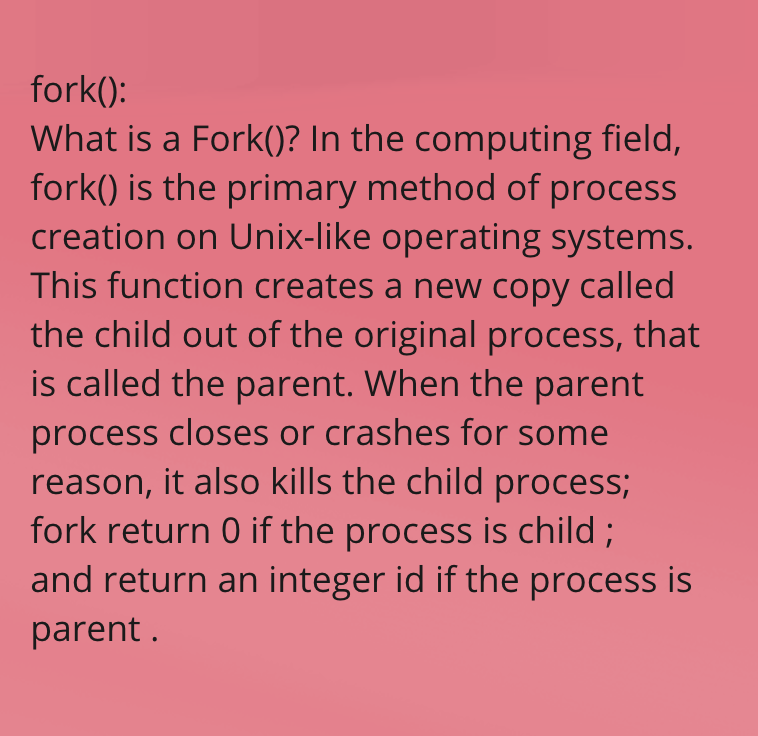 fork():
What is a Fork()? In the computing field,
fork() is the primary method of process
creation on Unix-like operating systems.
This function creates a new copy called
the child out of the original process, that
is called the parent. When the parent
process closes or crashes for some
reason, it also kills the child process;
fork return 0 if the process is child ;
and return an integer id if the process is
parent .